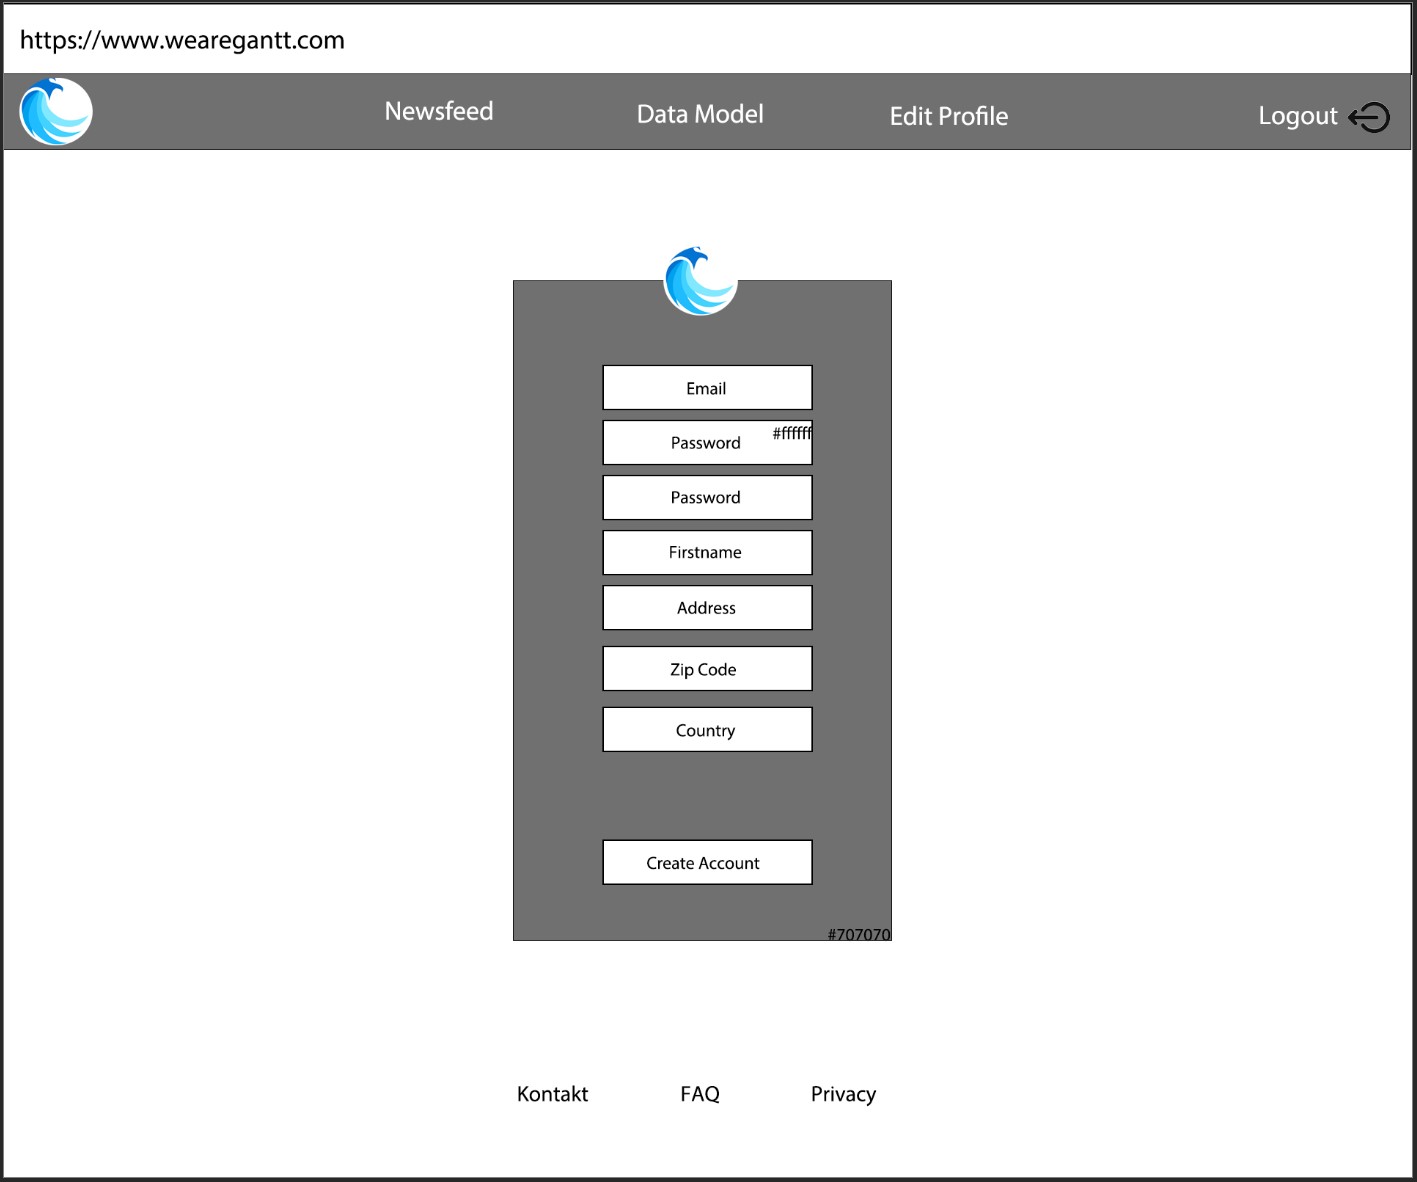 https://www.wearegantt.com
Newsfeed
Data Model
Edit Profile
Logout
Email
#ffffff
Password
Password
Firstname
Address
Zip Code
Country
Create Account
#707070
Kontakt
FAQ
Privacy